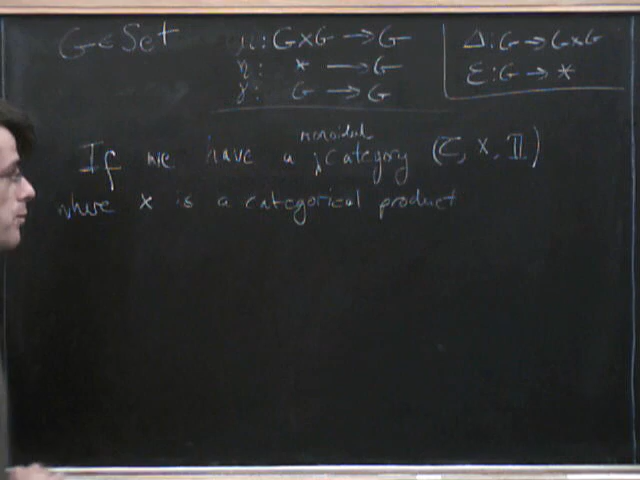 G ∈ Set
μ: G×G → G
η: * → G
γ: G → G
Δ: G → G×G
ε: G → *
If we have a monoidal category (C, ×, 𝟙)
where × is a categorical product